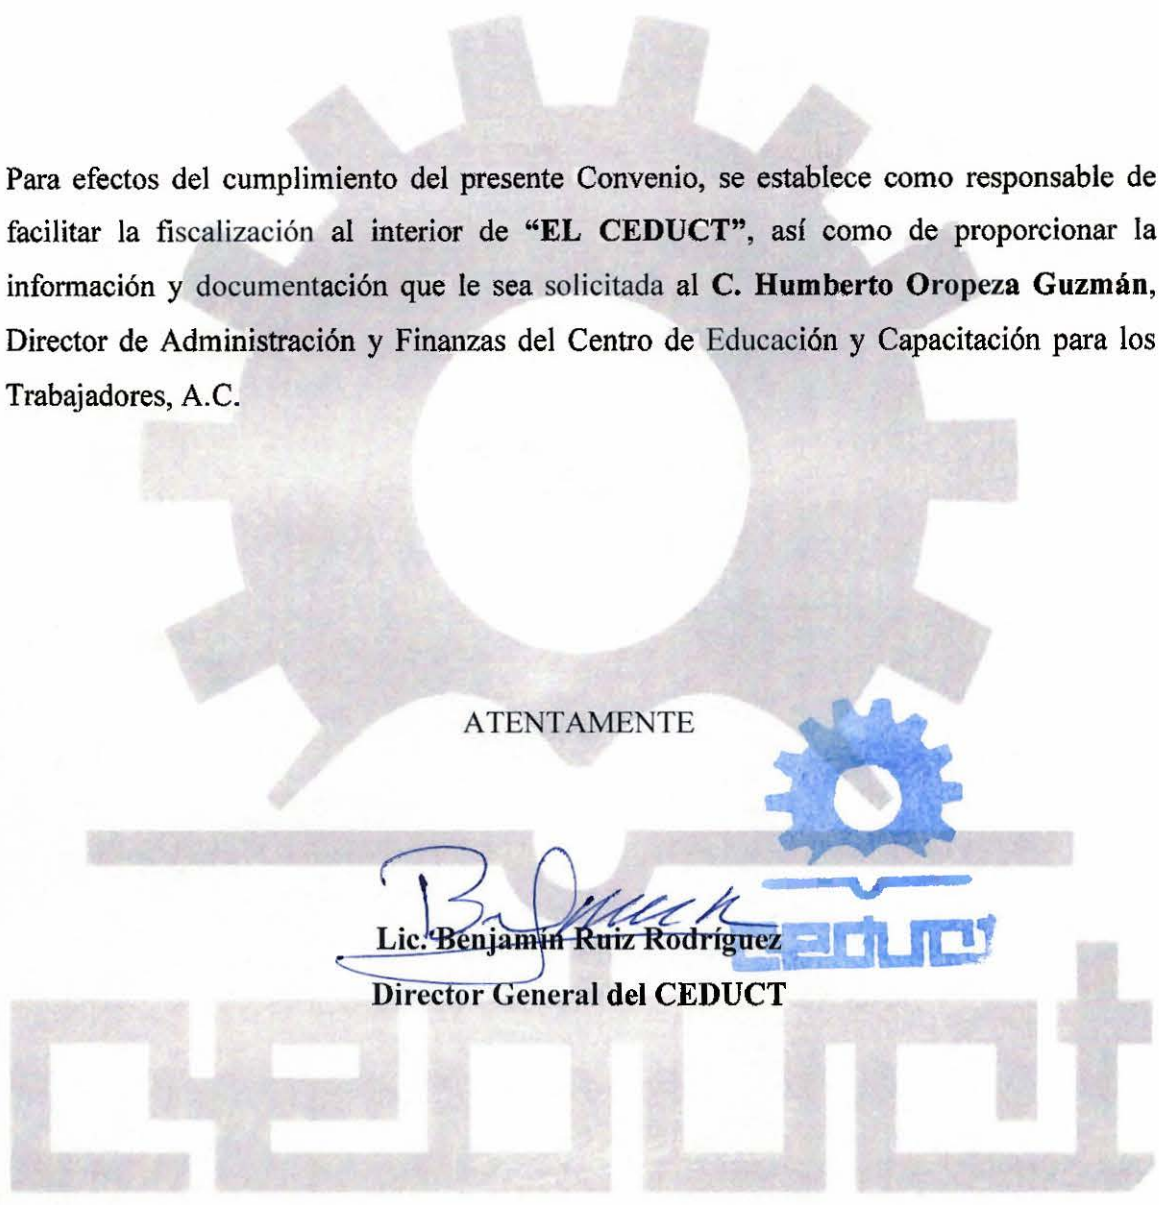 Para efectos del cumplimiento del presente Convenio, se establece como responsable de
facilitar la fiscalización al interior de “EL CEDUCT”, así como de proporcionar la
información y documentación que le sea solicitada al C. Humberto Oropeza Guzmán,
Director de Administración y Finanzas del Centro de Educación y Capacitación para los
Trabajadores, A.C.
ATENTAMENTE
Lic. Benjamín Ruiz Rodríguez
ceduct
Director General del CEDUCT
ceduct